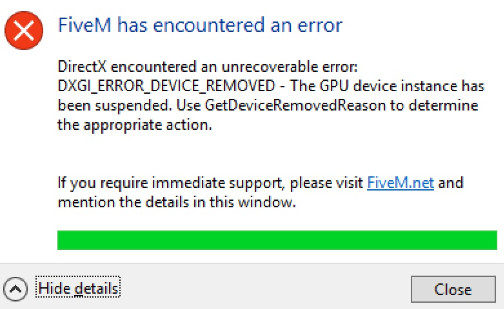 FiveM has encountered an error
DirectX encountered an unrecoverable error:
DXGI_ERROR_DEVICE_REMOVED - The GPU device instance has
been suspended. Use GetDeviceRemovedReason to determine
the appropriate action.
If you require immediate support, please visit FiveM.net and
mention the details in this window.
Hide details
Close